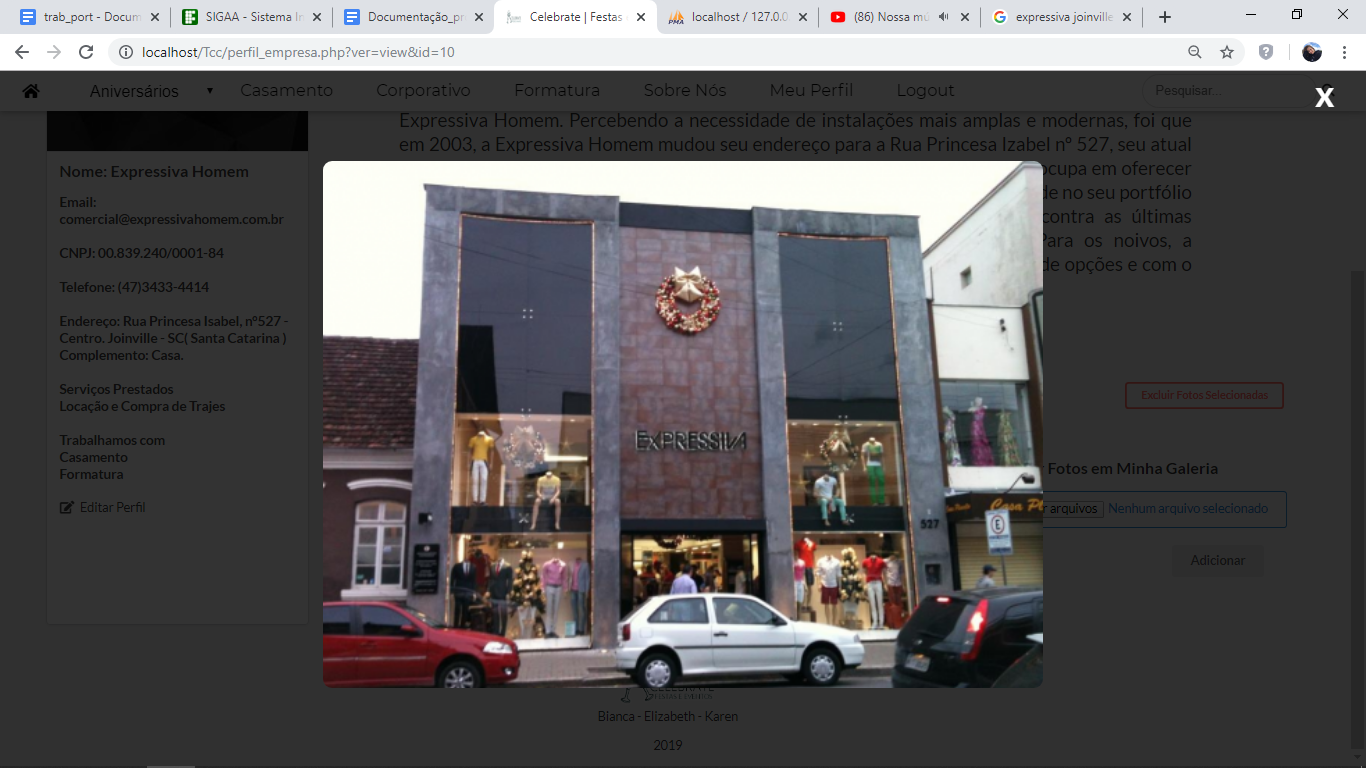 trab_port - Docum
SIGAA - Sistema In
Documentação_pr
Celebrate | Festas
localhost / 127.0.0
(86) Nossa mú
expressiva joinville
localhost/Tcc/perfil_empresa.php?ver=view&id=10
Aniversários
Casamento
Corporativo
Formatura
Sobre Nós
Meu Perfil
Logout
Pesquisar...
X
Expressiva Homem. Percebendo a necessidade de instalações mais amplas e modernas, foi que
em 2003, a Expressiva Homem mudou seu endereço para a Rua Princesa Izabel nº 527, seu atual
ocupa em oferecer
de no seu portfólio
contra as últimas
Para os noivos, a
de opções e com o
Nome: Expressiva Homem
Email:
comercial@expressivahomem.com.br
CNPJ: 00.839.240/0001-84
Telefone: (47)3433-4414
Endereço: Rua Princesa Isabel, nº527 -
Centro. Joinville - SC( Santa Catarina )
Complemento: Casa.
Serviços Prestados
Locação e Compra de Trajes
Trabalhamos com
Casamento
Formatura
Editar Perfil
EXPRESSIVA
527
Casa
E
Excluir Fotos Selecionadas
Fotos em Minha Galeria
r arquivos
Nenhum arquivo selecionado
Adicionar
CELEBRATE
Bianca - Elizabeth - Karen
2019